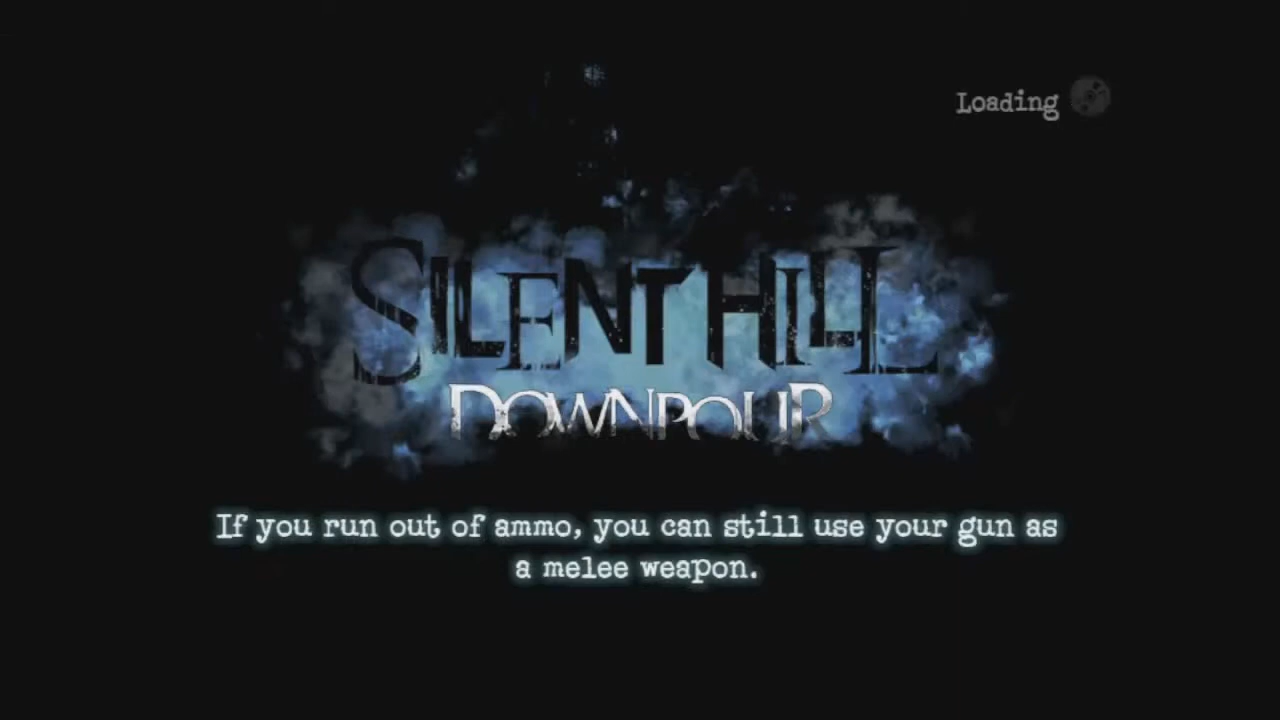 Loading
SILENT HILL
DOWNPOUR
If you run out of ammo, you can still use your gun as
a melee weapon.